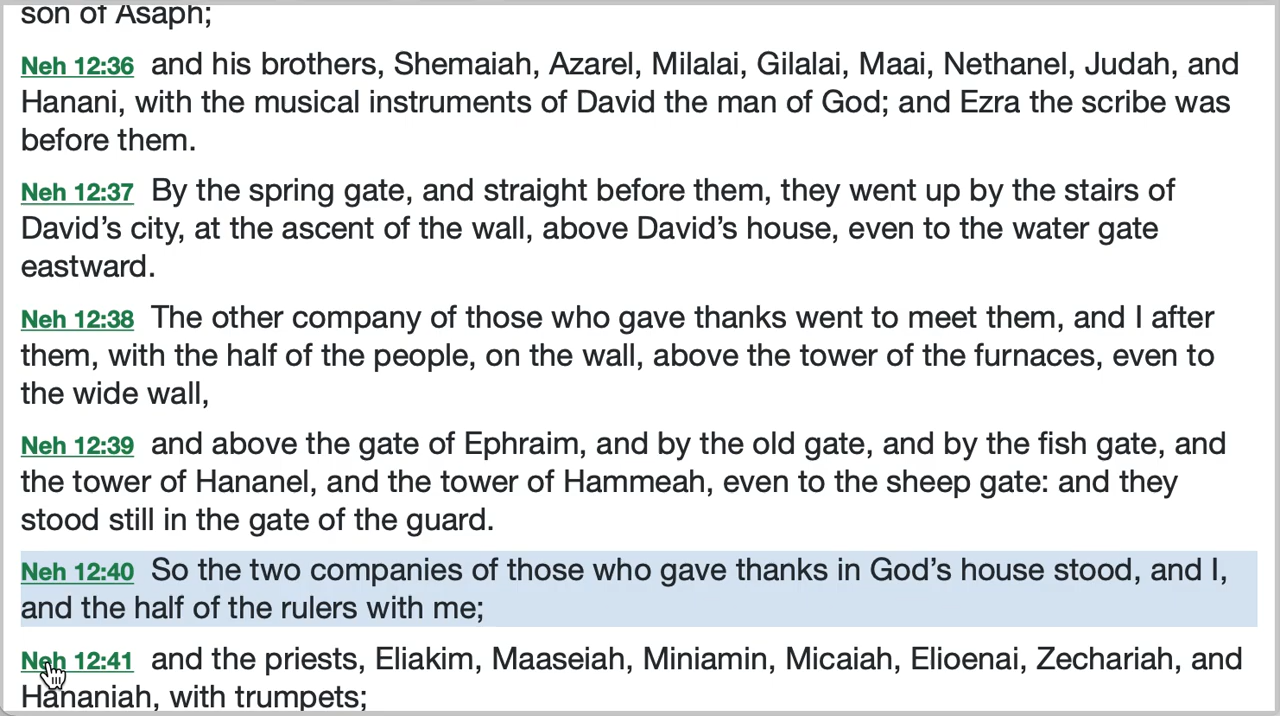 son of Asaph;
Neh 12:36 and his brothers, Shemaiah, Azarel, Milalai, Gilalai, Maai, Nethanel, Judah, and
Hanani, with the musical instruments of David the man of God; and Ezra the scribe was
before them.
Neh 12:37 By the spring gate, and straight before them, they went up by the stairs of
David’s city, at the ascent of the wall, above David’s house, even to the water gate
eastward.
Neh 12:38 The other company of those who gave thanks went to meet them, and I after
them, with the half of the people, on the wall, above the tower of the furnaces, even to
the wide wall,
Neh 12:39 and above the gate of Ephraim, and by the old gate, and by the fish gate, and
the tower of Hananel, and the tower of Hammeah, even to the sheep gate: and they
stood still in the gate of the guard.
Neh 12:40 So the two companies of those who gave thanks in God’s house stood, and I,
and the half of the rulers with me;
Neh 12:41 and the priests, Eliakim, Maaseiah, Miniamin, Micaiah, Elioenai, Zechariah, and
Hananiah, with trumpets;